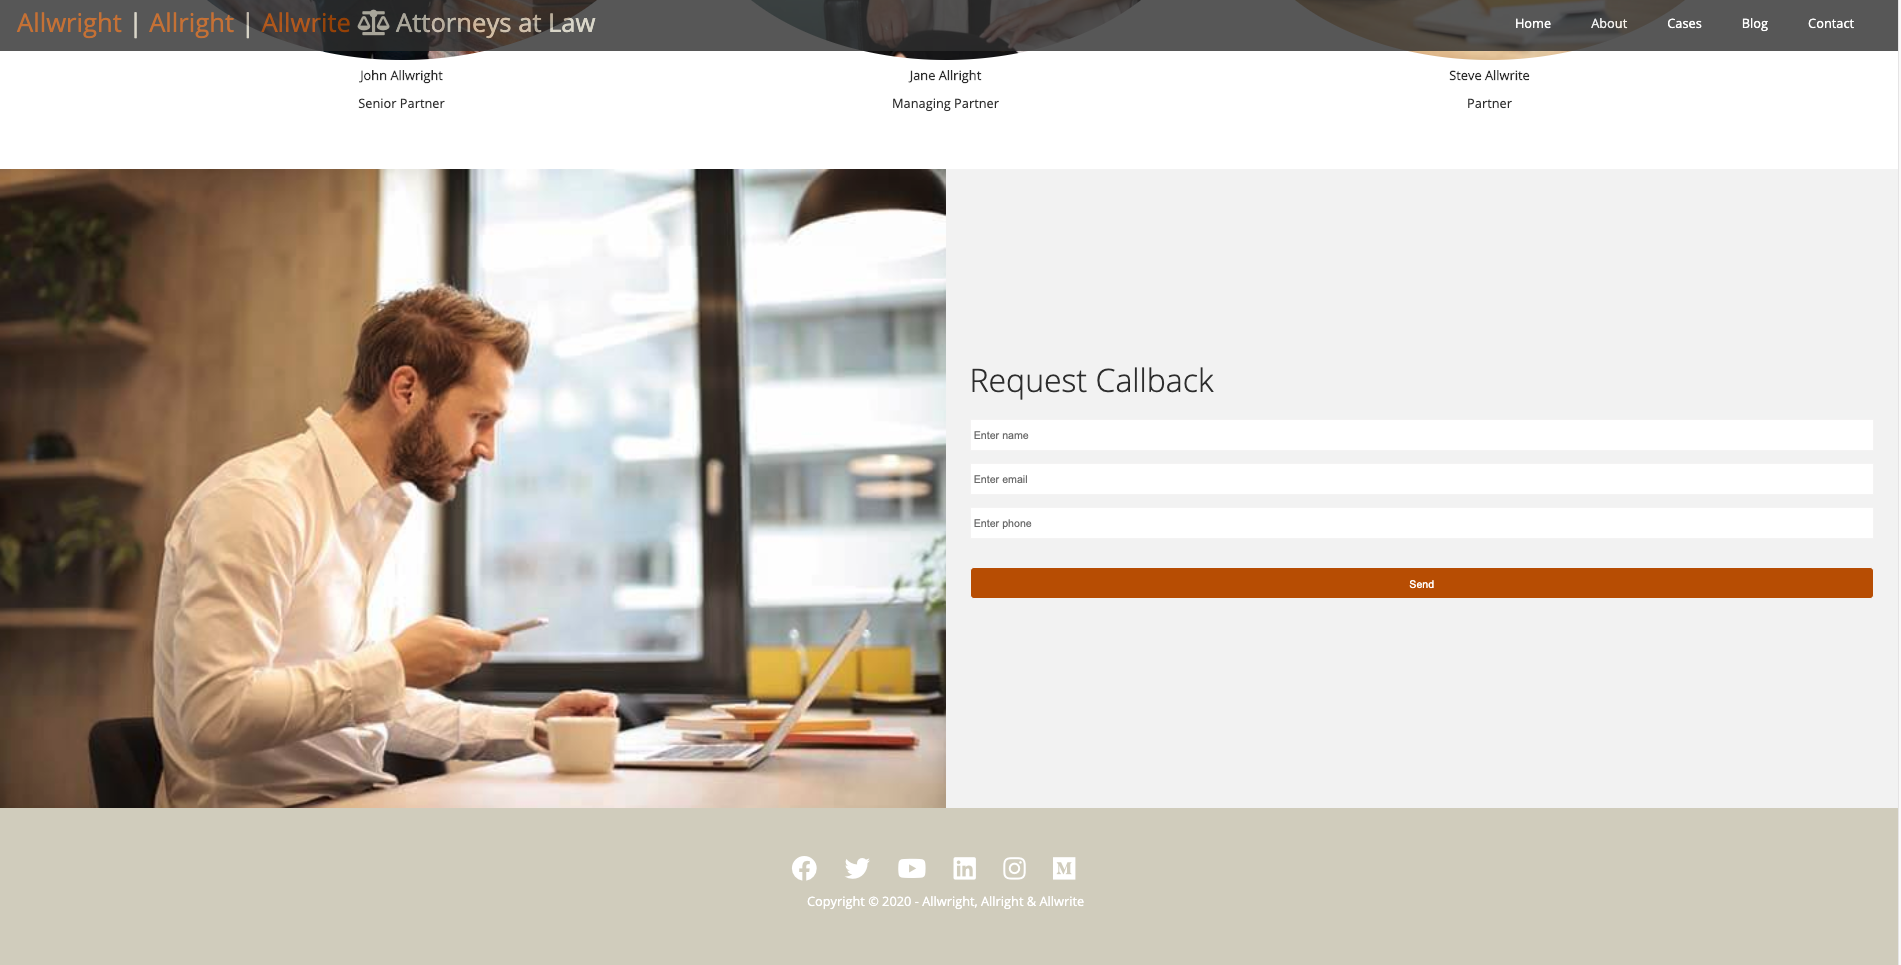 Allwright | Allright | Allwrite Attorneys at Law
Home About Cases Blog Contact
John Allwright
Senior Partner
Jane Allright
Managing Partner
Steve Allwrite
Partner
Request Callback
Enter name
Enter email
Enter phone
Send
Copyright © 2020 - Allwright, Allright & Allwrite